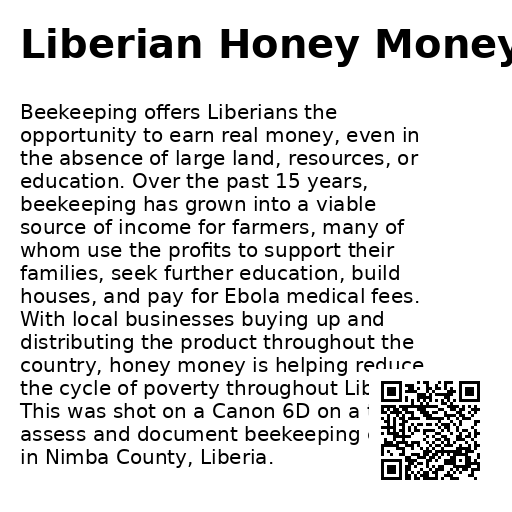 Liberian Honey Money
Beekeeping offers Liberians the
opportunity to earn real money, even in
the absence of large land, resources, or
education. Over the past 15 years,
beekeeping has grown into a viable
source of income for farmers, many of
whom use the profits to support their
families, seek further education, build
houses, and pay for Ebola medical fees.
With local businesses buying up and
distributing the product throughout the
country, honey money is helping reduce
the cycle of poverty throughout
This was shot on a Canon 6D on a
assess and document beekeeping
in Nimba County, Liberia.